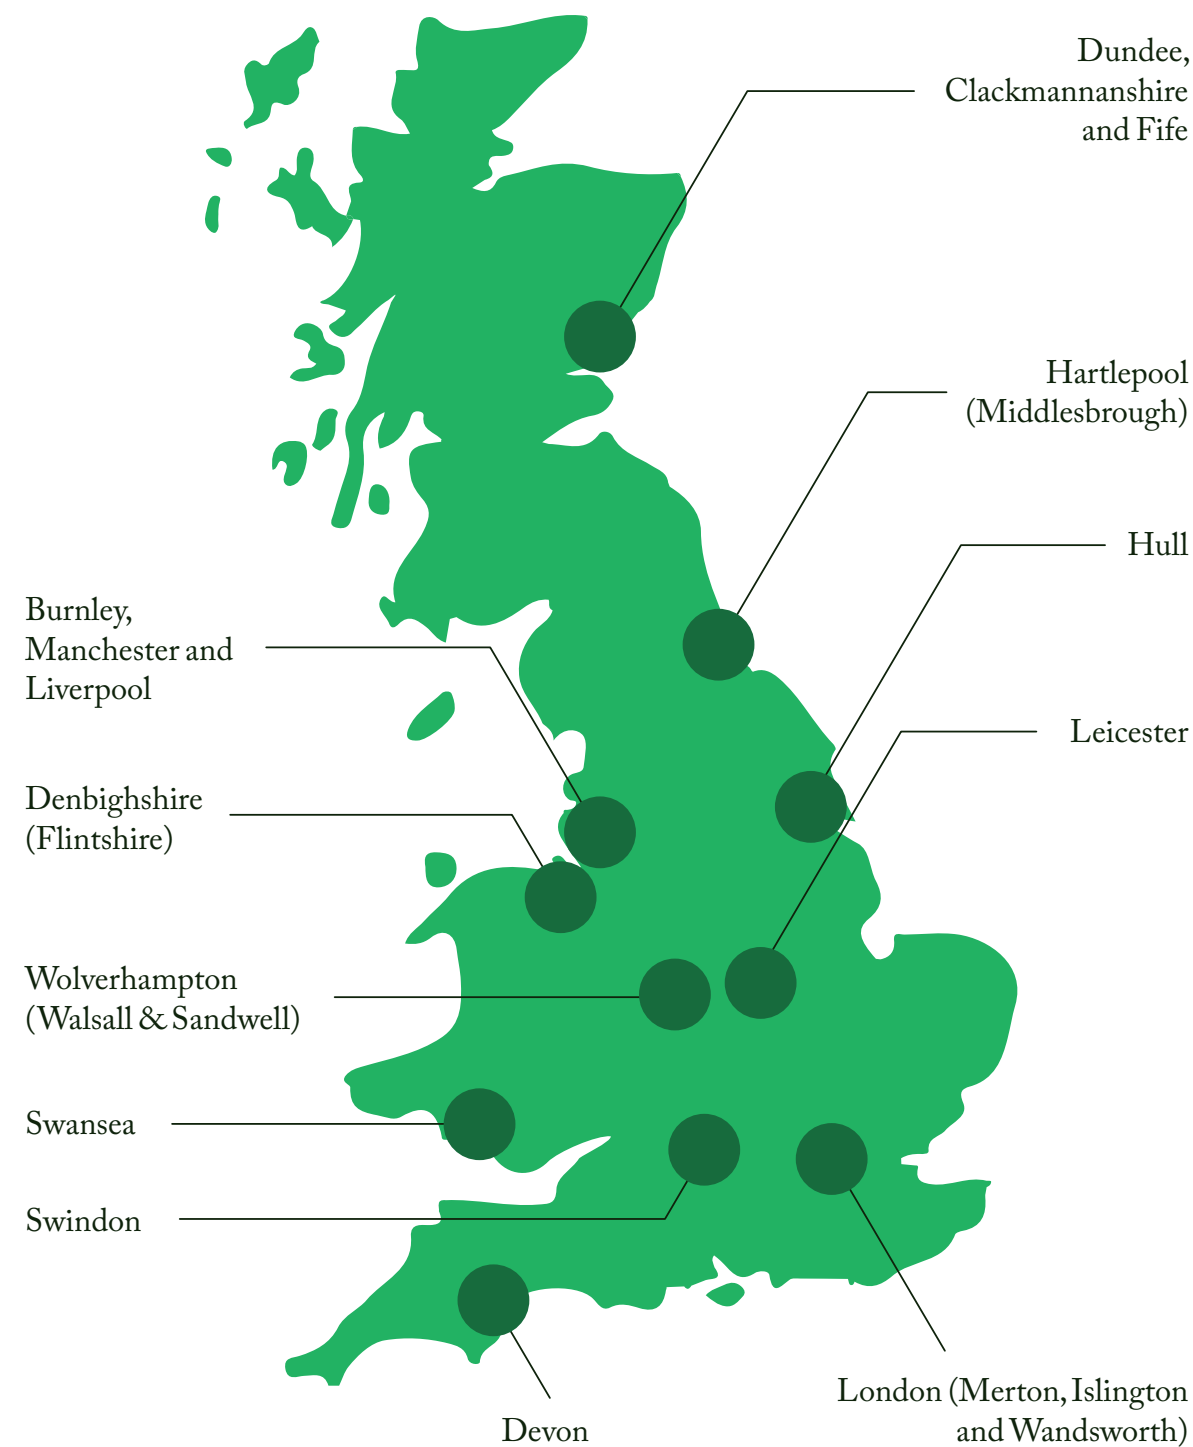 Dundee,
Clackmannanshire
and Fife
Hartlepool
(Middlesbrough)
Hull
Burnley,
Manchester and
Liverpool
Leicester
Denbighshire
(Flintshire)
Wolverhampton
(Walsall & Sandwell)
Swansea
Swindon
London (Merton, Islington
and Wandsworth)
Devon